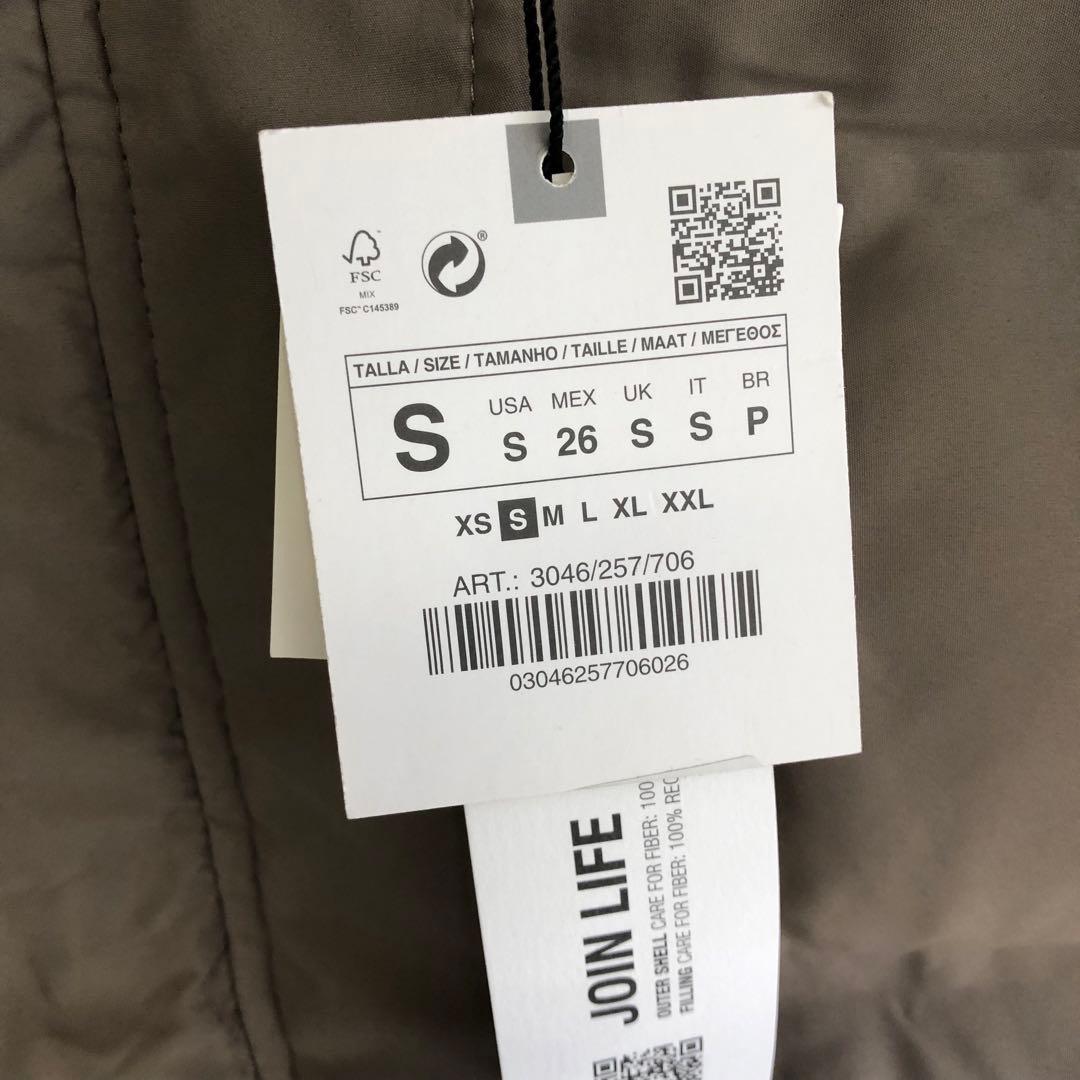 FSC
MIX
FSC™ C145389
®
TALLA / SIZE / TAMANHO / TAILLE / MAAT / ΜΕΓΕΘΟΣ
S
USA MEX UK IT BR
S 26 S S P
XS S M L XL XXL
ART.: 3046/257/706
03046257706026
JOIN LIFE
OUTER SHELL CARE FOR FIBER: 100
FILLING CARE FOR FIBER: 100% REC